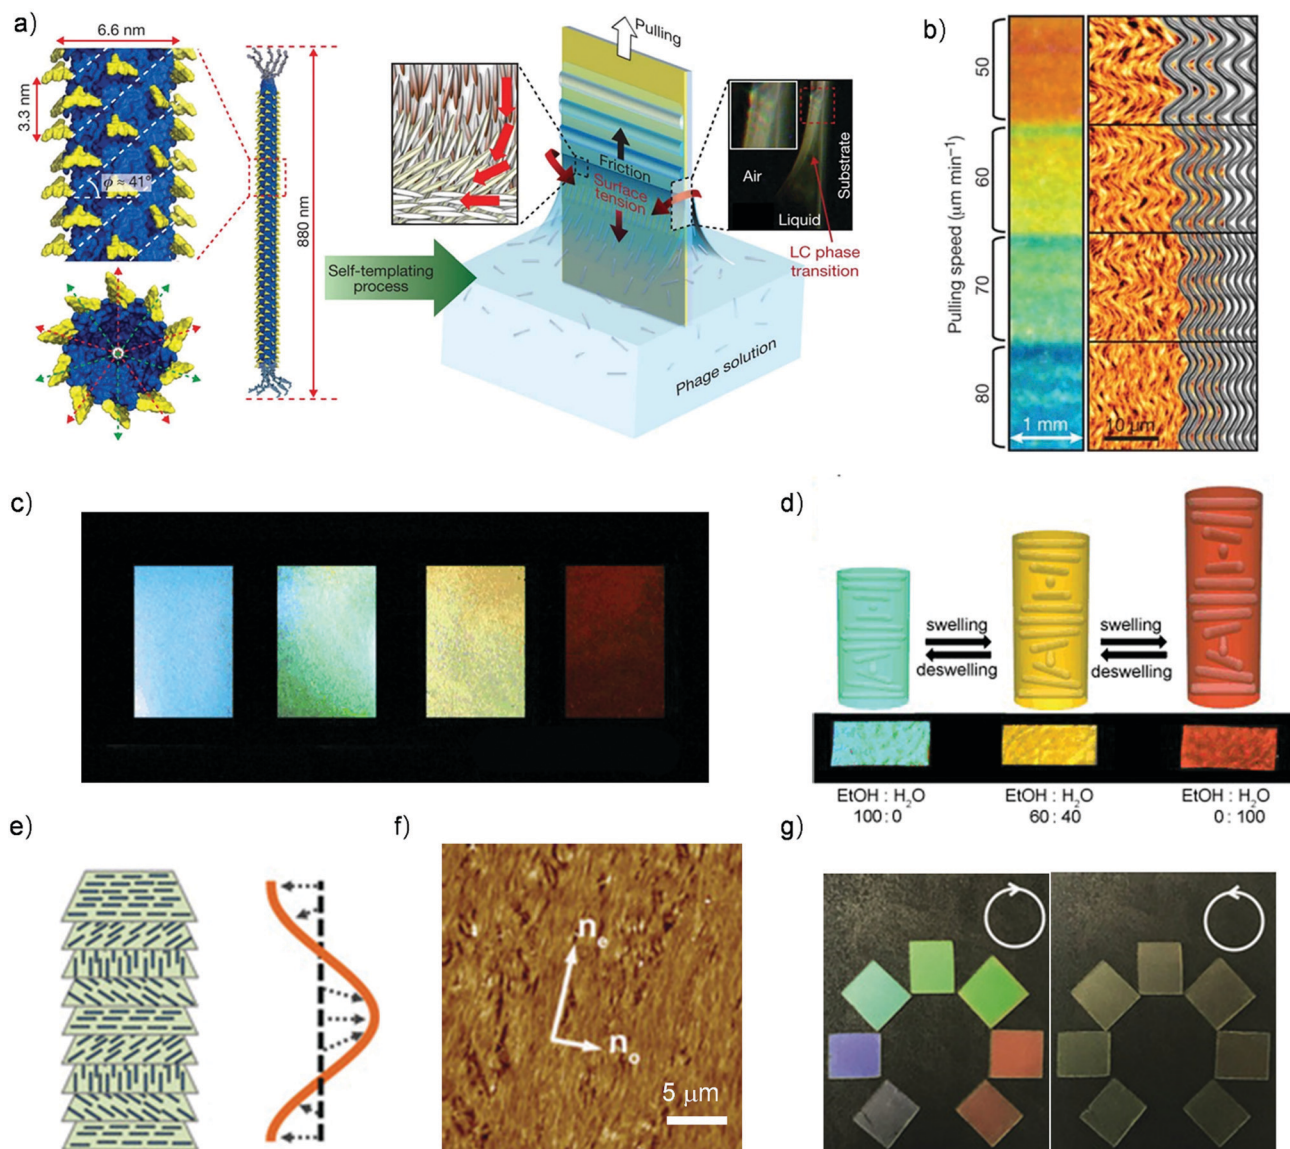 a)
6.6 nm
3.3 nm
ϕ ≈ 41°
880 nm
Self-templating
process
Pulling
Friction
Surface
tension
Air
Liquid
Substrate
LC phase
transition
Phage solution
b)
Pulling speed (μm min⁻¹)
50
60
70
80
1 mm
10 μm
c)
d)
swelling
deswelling
swelling
deswelling
EtOH : H₂O
100 : 0
EtOH : H₂O
60 : 40
EtOH : H₂O
0 : 100
e)
f)
nₑ
nₒ
5 μm
g)